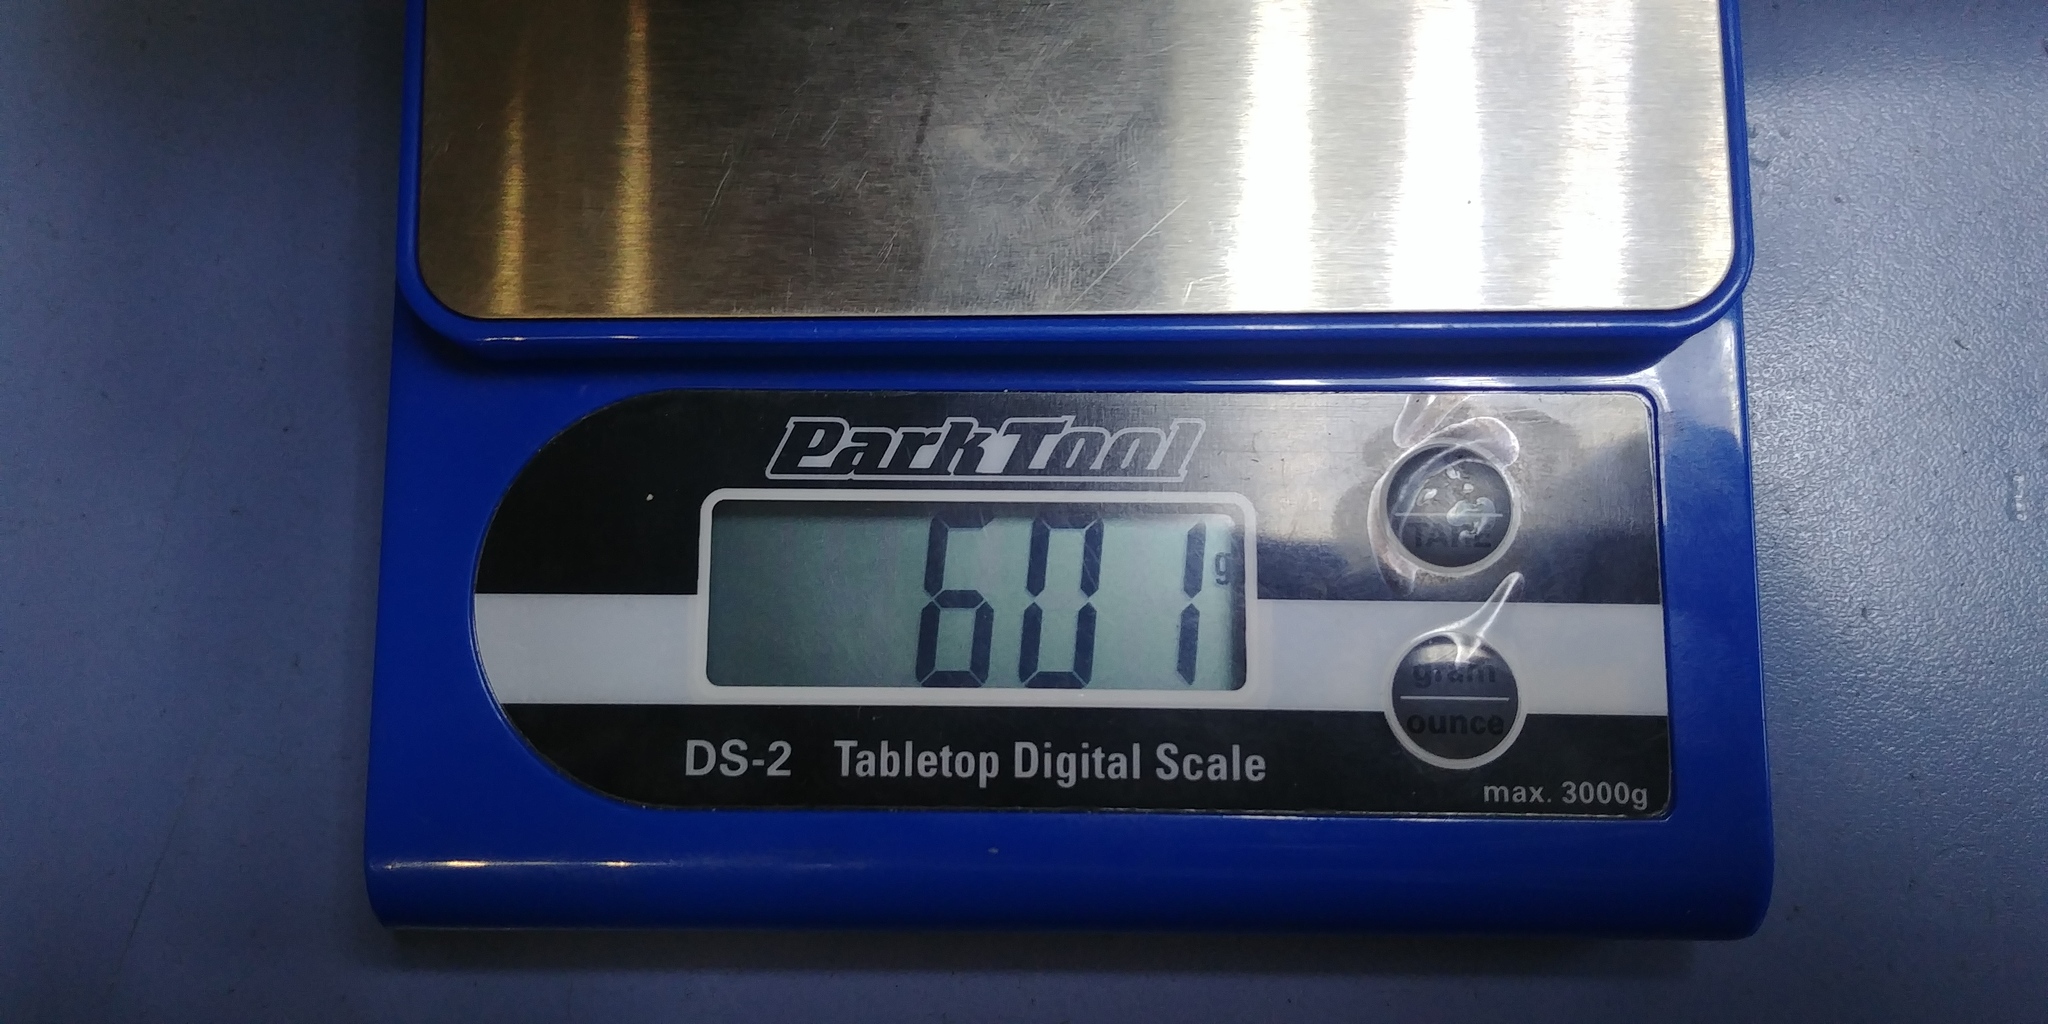 ParkTool
601 g
TARE
gram
ounce
DS-2 Tabletop Digital Scale
max. 3000g